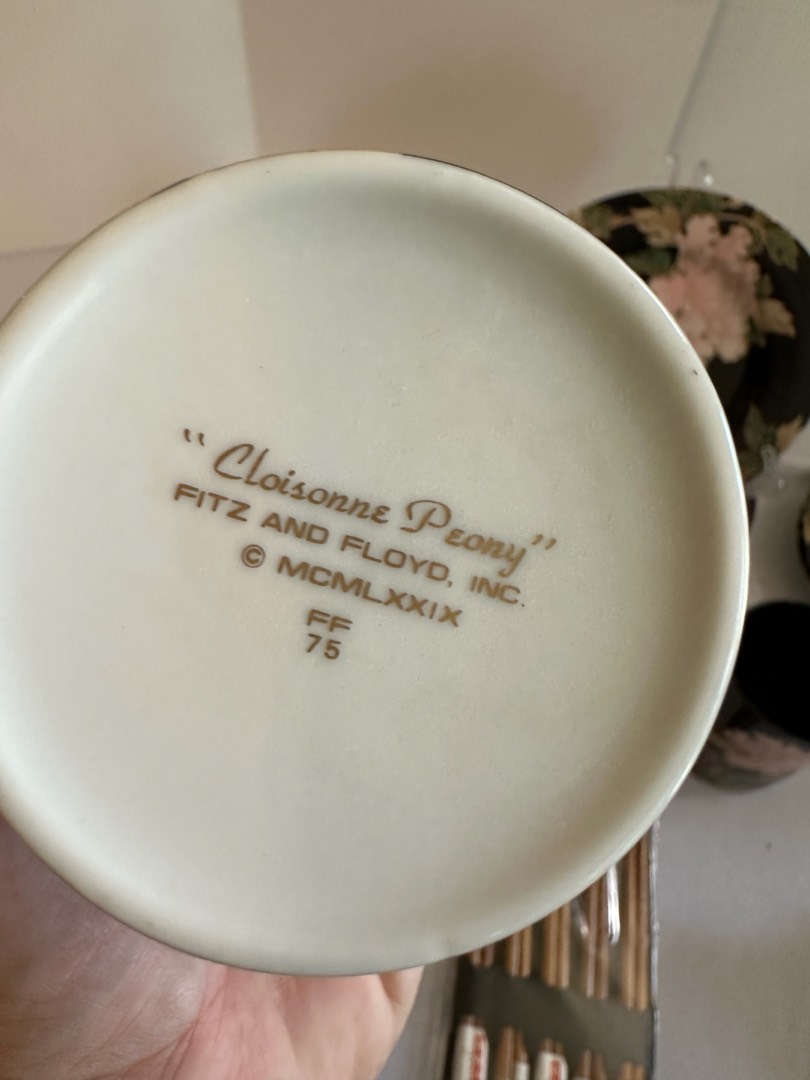 “Cloisonne Peony”
FITZ AND FLOYD, INC.
© MCMLXXIX
FF
75